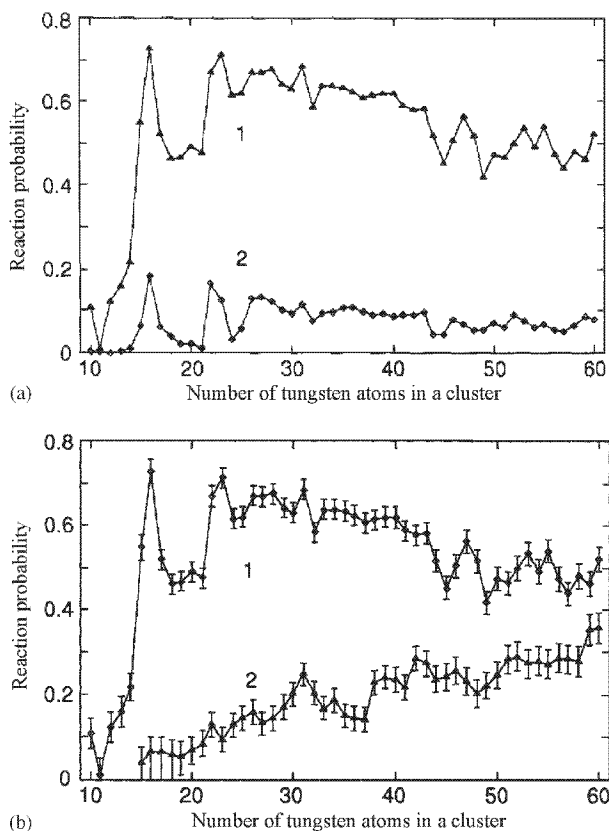 0.8
0.6
0.4
0.2
0
Reaction probability
1
2
10 20 30 40 50 60
(a) Number of tungsten atoms in a cluster
0.8
0.6
0.4
0.2
0
Reaction probability
1
2
10 20 30 40 50 60
(b) Number of tungsten atoms in a cluster